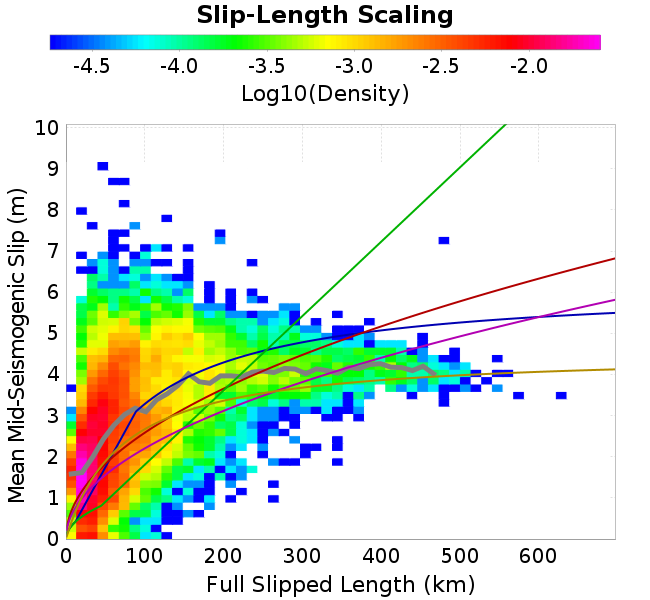 Slip-Length Scaling
-4.5 -4.0 -3.5 -3.0 -2.5 -2.0
Log10(Density)
10
9
8
7
6
5
4
3
2
1
0
Mean Mid-Seismogenic Slip (m)
0 100 200 300 400 500 600
Full Slipped Length (km)